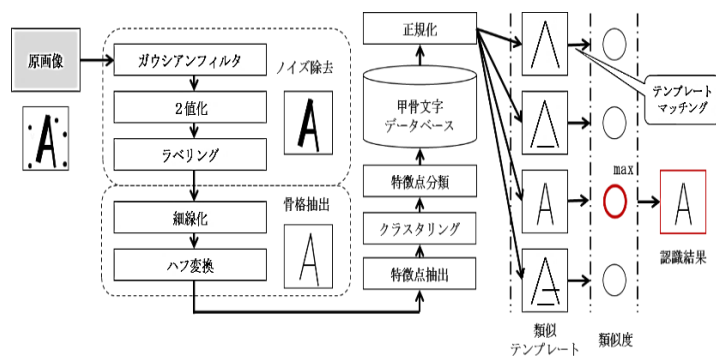 原画像
ガウシアンフィルタ
2値化
ラベリング
ノイズ除去
A
A
細線化
ハフ変換
骨格抽出
A
正規化
甲骨文字
データベース
特徴点分類
クラスタリング
特徴点抽出
A
テンプレート
マッチング
max
A
認識結果
類似
テンプレート
類似度